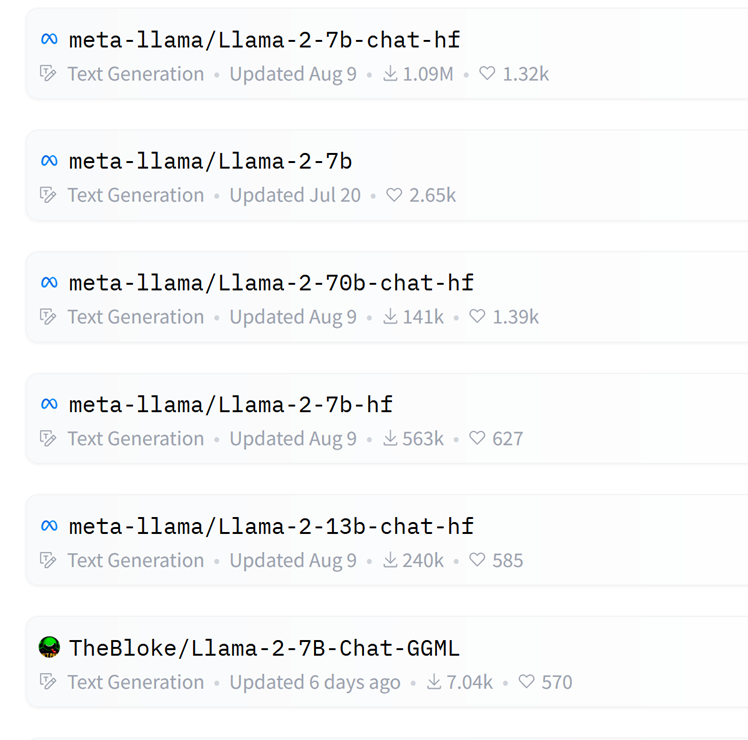 meta-llama/Llama-2-7b-chat-hf
Text Generation • Updated Aug 9 • 1.09M • 1.32k
meta-llama/Llama-2-7b
Text Generation • Updated Jul 20 • 2.65k
meta-llama/Llama-2-70b-chat-hf
Text Generation • Updated Aug 9 • 141k • 1.39k
meta-llama/Llama-2-7b-hf
Text Generation • Updated Aug 9 • 563k • 627
meta-llama/Llama-2-13b-chat-hf
Text Generation • Updated Aug 9 • 240k • 585
TheBloke/Llama-2-7B-Chat-GGML
Text Generation • Updated 6 days ago • 7.04k • 570